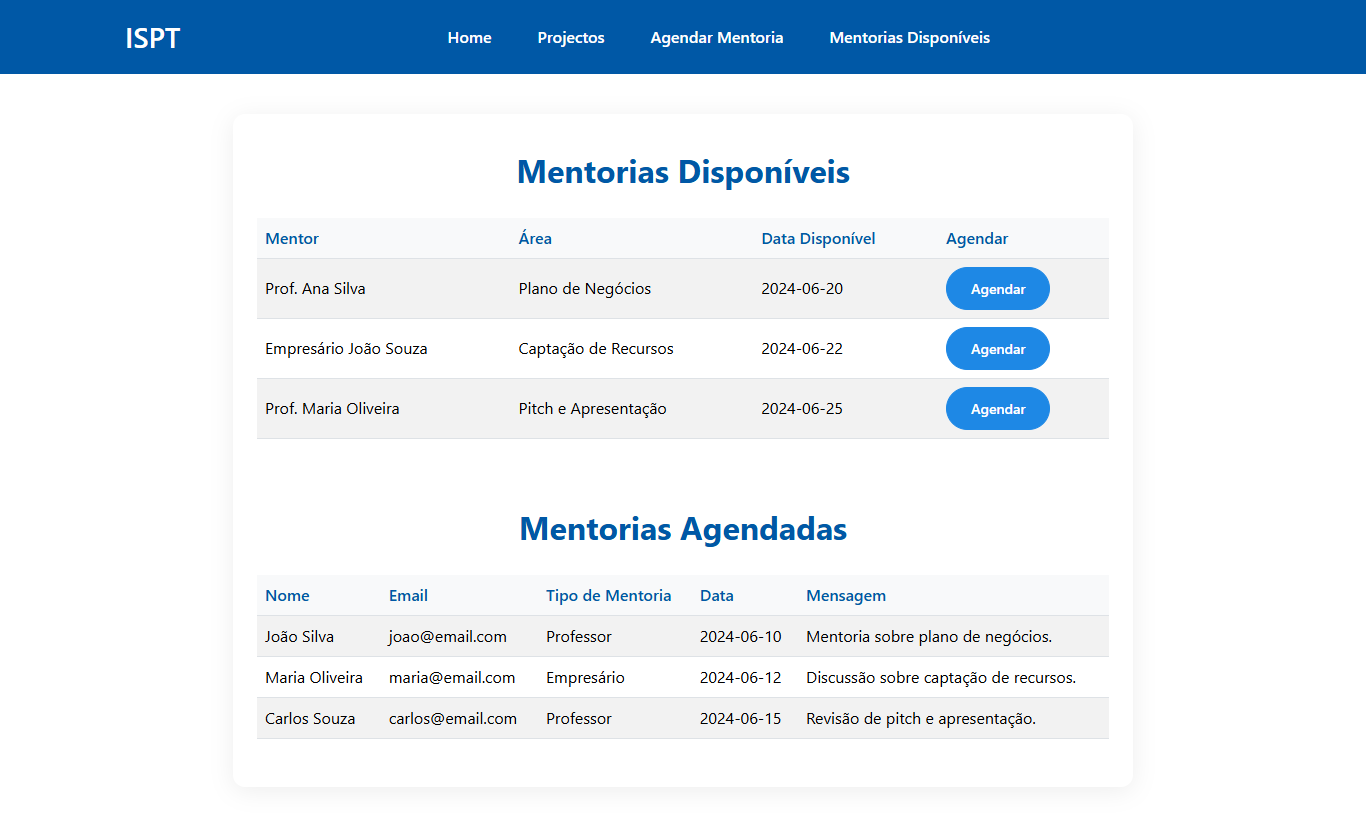 ISPT Home Projectos Agendar Mentoria Mentorias Disponíveis
Mentorias Disponíveis
Mentor Área Data Disponível Agendar
Prof. Ana Silva Plano de Negócios 2024-06-20 Agendar
Empresário João Souza Captação de Recursos 2024-06-22 Agendar
Prof. Maria Oliveira Pitch e Apresentação 2024-06-25 Agendar
Mentorias Agendadas
Nome Email Tipo de Mentoria Data Mensagem
João Silva joao@email.com Professor 2024-06-10 Mentoria sobre plano de negócios.
Maria Oliveira maria@email.com Empresário 2024-06-12 Discussão sobre captação de recursos.
Carlos Souza carlos@email.com Professor 2024-06-15 Revisão de pitch e apresentação.